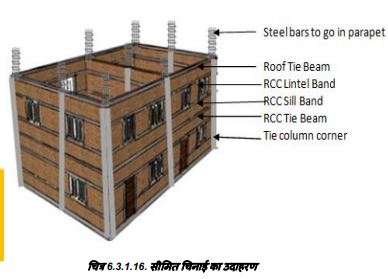 Steel bars to go in parapet
Roof Tie Beam
RCC Lintel Band
RCC Sill Band
RCC Tie Beam
Tie column corner
चित्र 6.3.1.16. सीमित चिनाई का उदाहरण